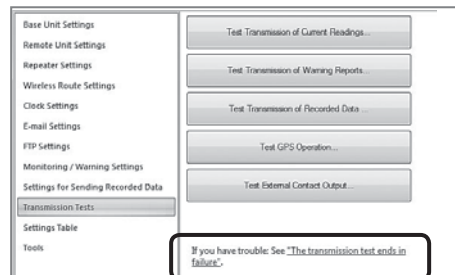 Base Unit Settings
Remote Unit Settings
Repeater Settings
Wireless Route Settings
Clock Settings
E-mail Settings
FTP Settings
Monitoring / Warning Settings
Settings for Sending Recorded Data
Transmission Tests
Settings Table
Tools
Test Transmission of Current Readings...
Test Transmission of Warning Reports...
Test Transmission of Recorded Data ...
Test GPS Operation...
Test External Contact Output...
If you have trouble: See "The transmission test ends in
failure".